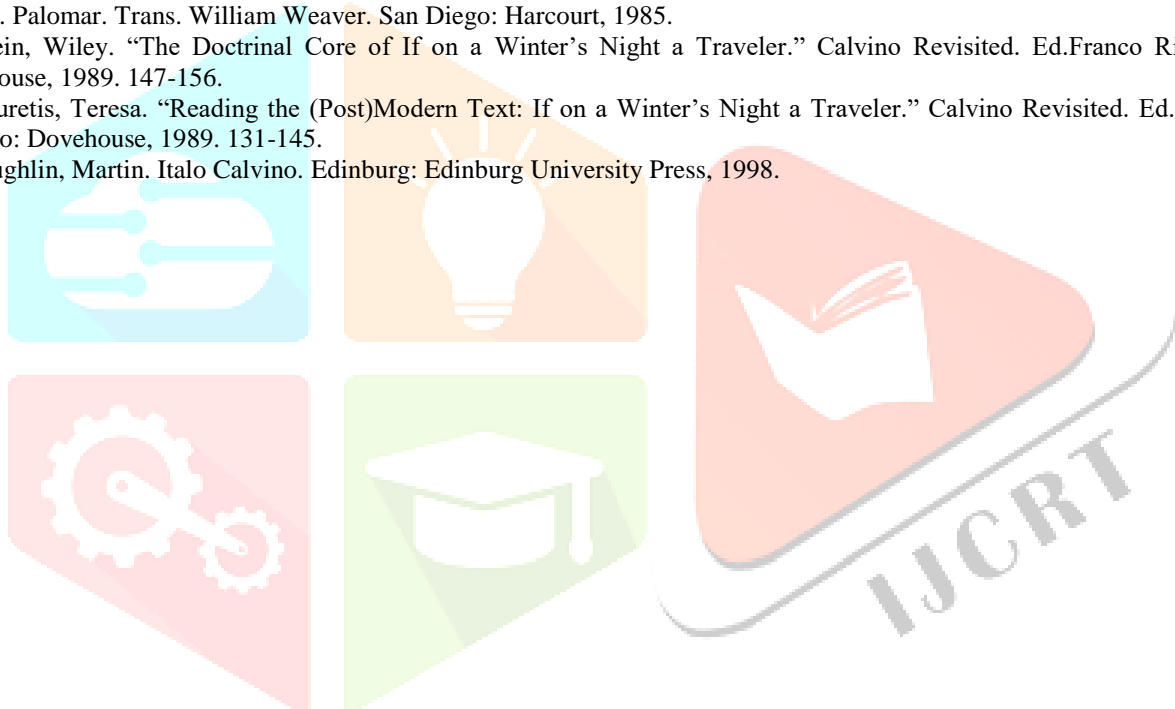 . Palomar. Trans. William Weaver. San Diego: Harcourt, 1985.
ein, Wiley. “The Doctrinal Core of If on a Winter’s Night a Traveler.” Calvino Revisited. Ed.Franco Ri
ouse, 1989. 147-156.
uretis, Teresa. “Reading the (Post)Modern Text: If on a Winter’s Night a Traveler.” Calvino Revisited. Ed.
o: Dovehouse, 1989. 131-145.
ughlin, Martin. Italo Calvino. Edinburg: Edinburg University Press, 1998.
IJCRT